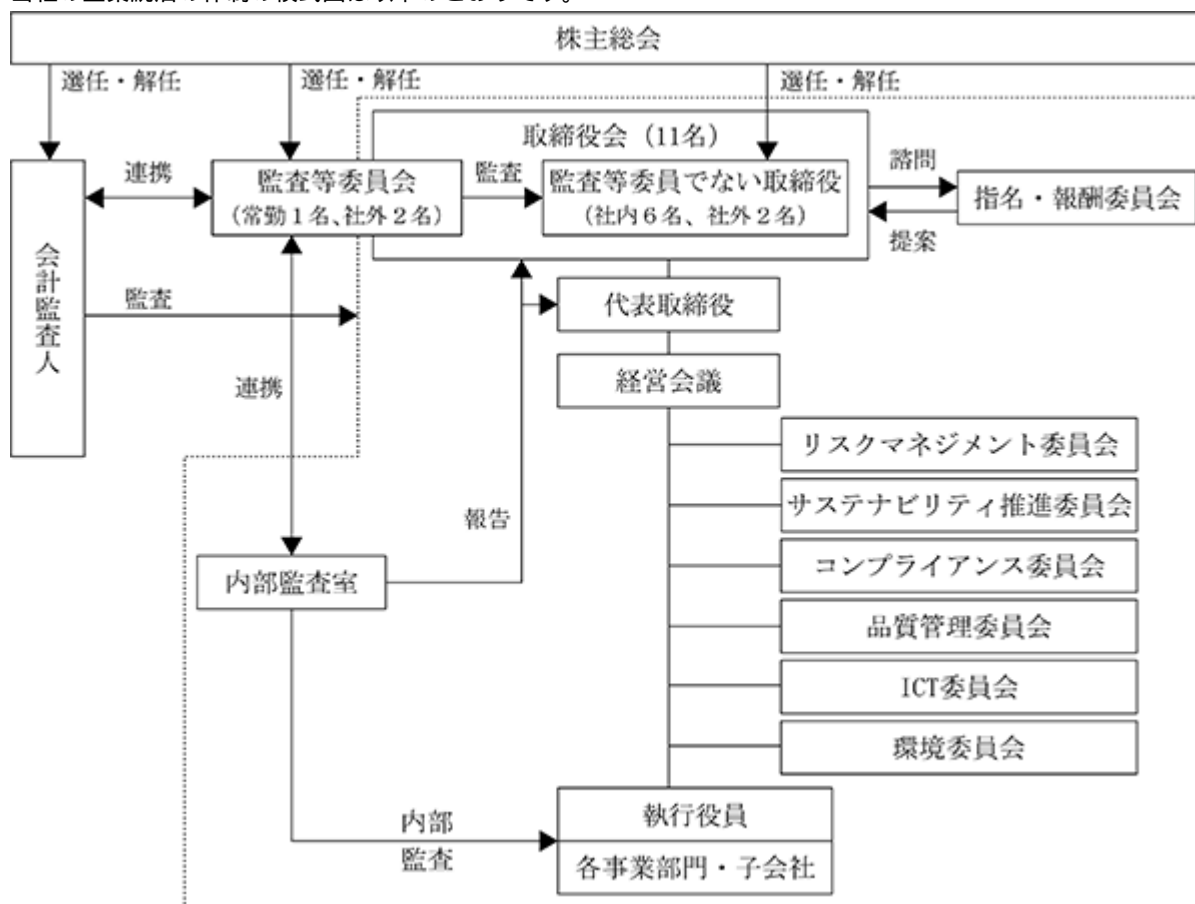 株主総会
選任・解任
選任・解任
選任・解任
取締役会（11名）
連携
監査等委員会
（常勤１名、社外２名）
監査
監査等委員でない取締役
（社内６名、社外２名）
諮問
指名・報酬委員会
提案
会計監査人
監査
代表取締役
経営会議
連携
リスクマネジメント委員会
サステナビリティ推進委員会
報告
コンプライアンス委員会
内部監査室
品質管理委員会
ICT委員会
環境委員会
内部
監査
執行役員
各事業部門・子会社